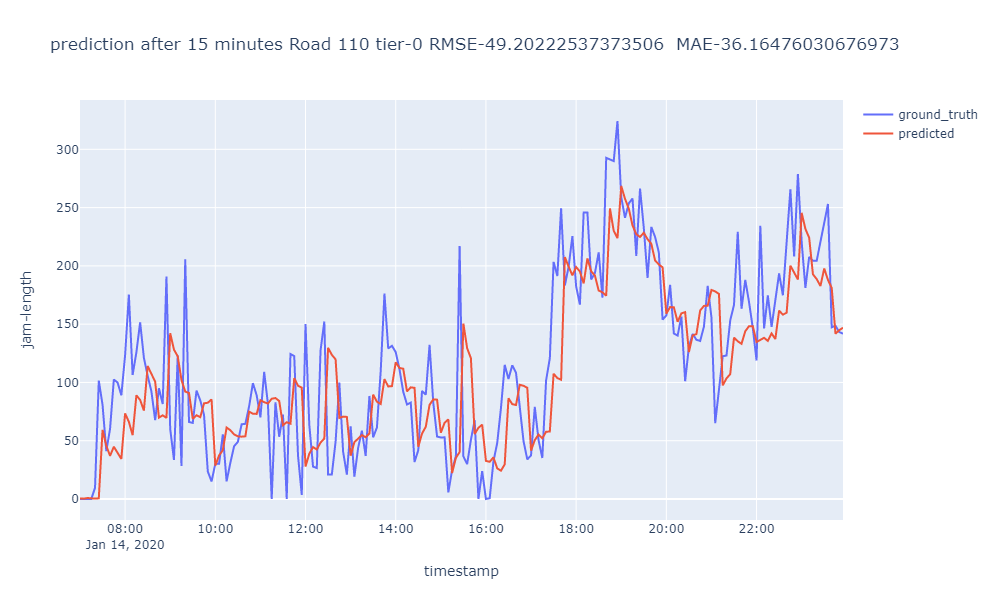 prediction after 15 minutes Road 110 tier-0 RMSE-49.20222537373506  MAE-36.16476030676973
ground_truth
predicted
300
250
200
150
100
50
0
jam-length
08:00
Jan 14, 2020
10:00
12:00
14:00
16:00
18:00
20:00
22:00
timestamp